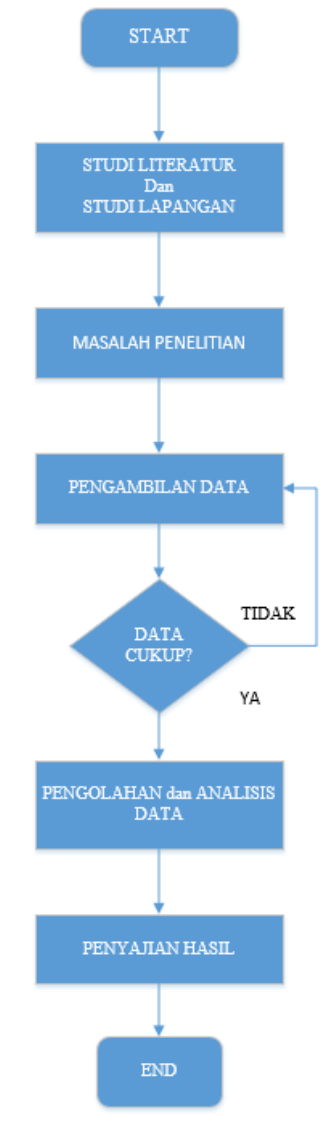 START
STUDI LITERATUR
Dan
STUDI LAPANGAN
MASALAH PENELITIAN
PENGAMBILAN DATA
DATA
CUKUP?
TIDAK
YA
PENGOLAHAN dan ANALISIS
DATA
PENYAJIAN HASIL
END